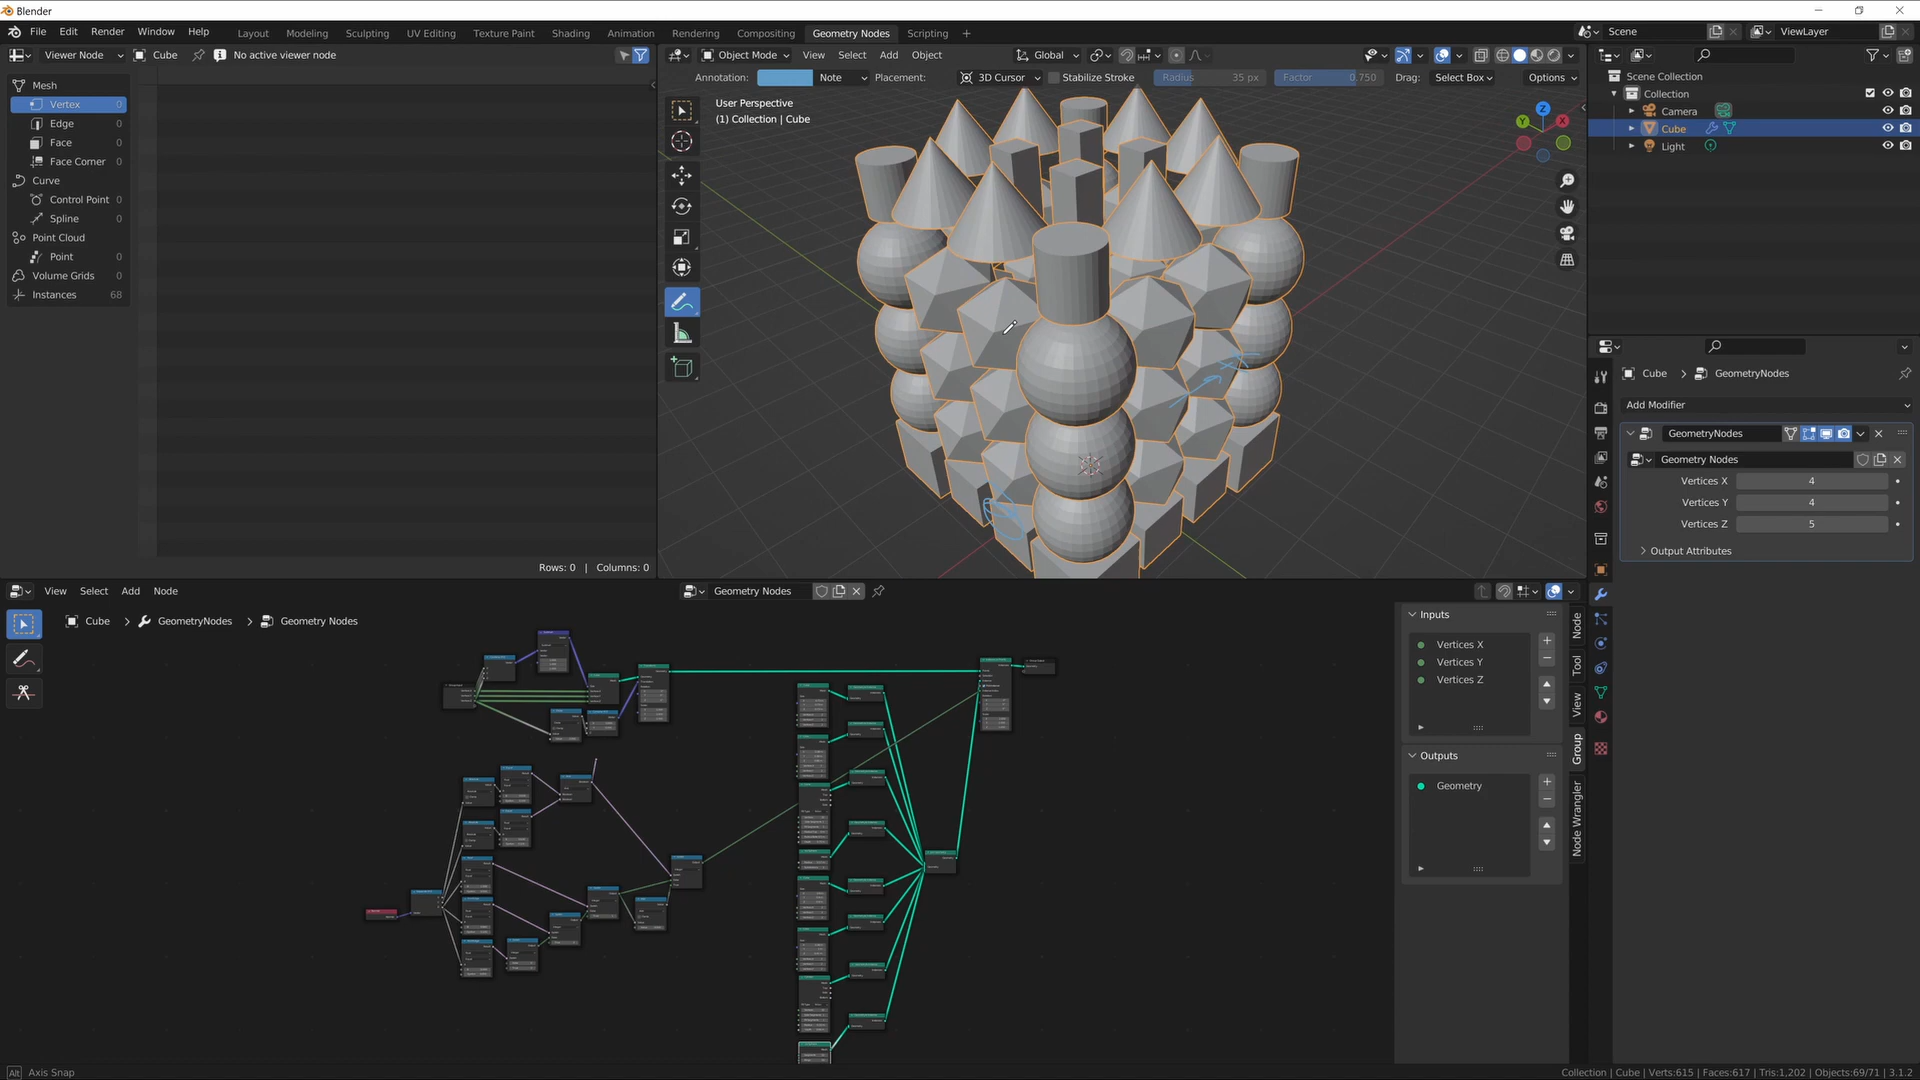 Blender
File Edit Render Window Help
Layout Modeling Sculpting UV Editing Texture Paint Shading Animation Rendering Compositing Geometry Nodes Scripting +
Scene
ViewLayer
Viewer Node
Cube
No active viewer node
Object Mode View Select Add Object
Global
Annotation: Note Placement: 3D Cursor Stabilize Stroke Radius 35 px Factor 0.750 Drag: Select Box Options
Mesh
Vertex 0
Edge 0
Face 0
Face Corner 0
Curve
Control Point 0
Spline 0
Point Cloud
Point 0
Volume Grids 0
Instances 68
Rows: 0 | Columns: 0
User Perspective
(1) Collection | Cube
Z
Y
X
Scene Collection
Collection
Camera
Cube
Light
Cube > GeometryNodes
Add Modifier
GeometryNodes
Geometry Nodes
Vertices X 4
Vertices Y 4
Vertices Z 5
Output Attributes
View Select Add Node
Geometry Nodes
Cube > GeometryNodes > Geometry Nodes
Inputs
Vertices X
Vertices Y
Vertices Z
Outputs
Geometry
Node
Tool
View
Group
Node Wrangler
Alt Axis Snap
Collection | Cube | Verts:615 | Faces:617 | Tris:1,202 | Objects:69/71 | 3.1.2